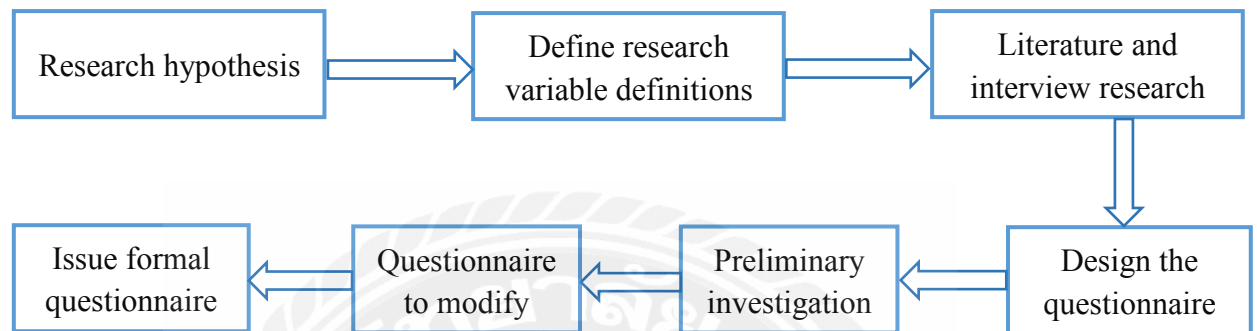 Research hypothesis
Define research
variable definitions
Literature and
interview research
Design the
questionnaire
Preliminary
investigation
Questionnaire
to modify
Issue formal
questionnaire